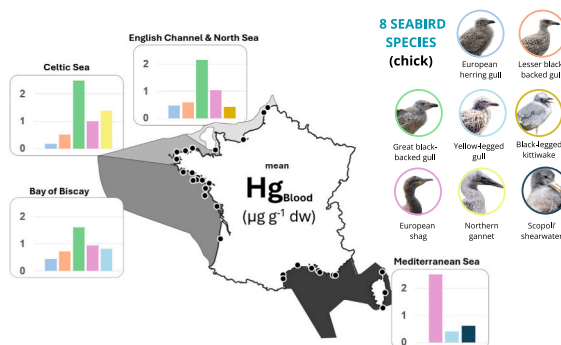 English Channel & North Sea
2
1
0
Celtic Sea
2
1
0
Bay of Biscay
2
1
0
mean
Hg Blood
(µg g⁻¹ dw)
Mediterranean Sea
2
1
0
8 SEABIRD
SPECIES
(chick)
European
herring gull
Lesser black-
backed gull
Great black-
backed gull
Yellow-legged
gull
Black-legged
kittiwake
European
shag
Northern
gannet
Scopoli'
shearwater